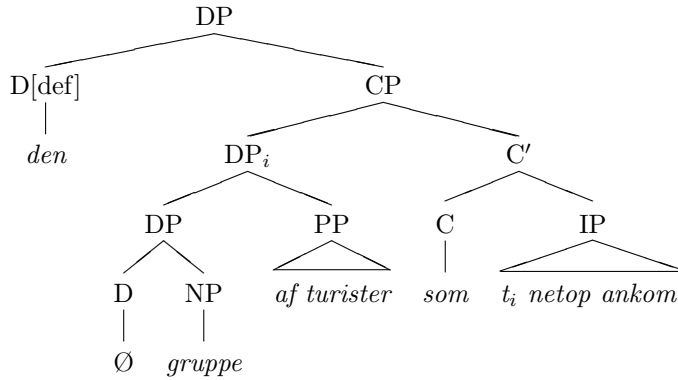 DP
D[def] CP
den DPᵢ C′
DP PP C IP
D NP af turister som tᵢ netop ankom
Ø gruppe